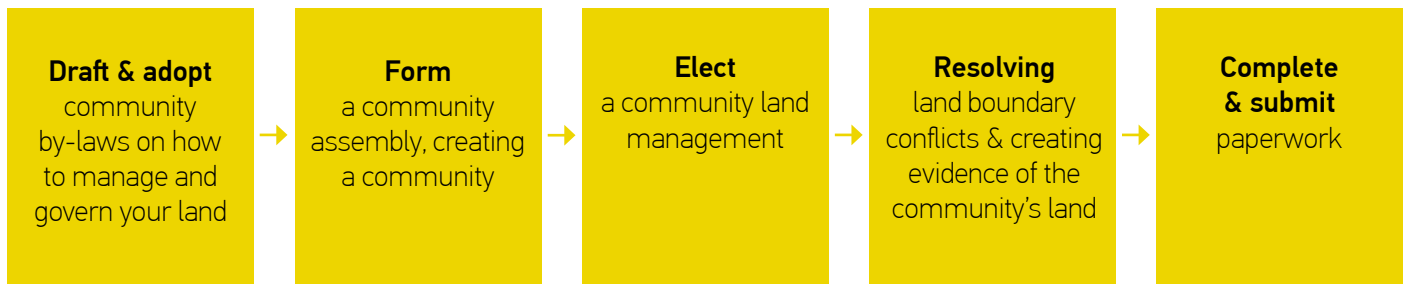 Draft & adopt
community
by-laws on how
to manage and
govern your land
Form
a community
assembly, creating
a community
Elect
a community land
management
Resolving
land boundary
conflicts & creating
evidence of the
community's land
Complete
& submit
paperwork